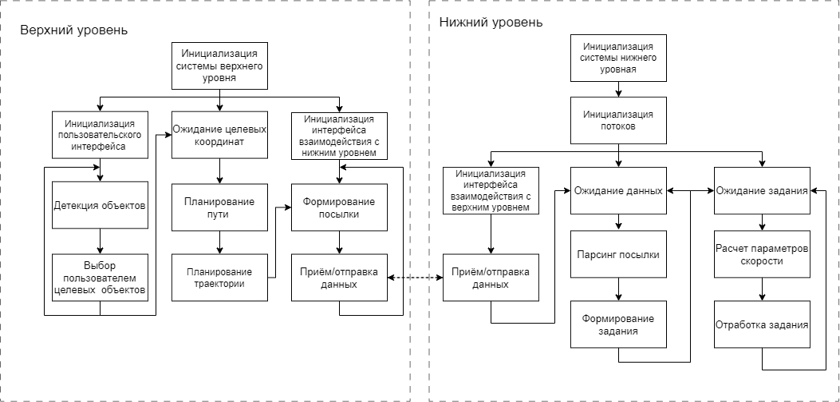 Верхний уровень
Инициализация
системы верхнего
уровня
Инициализация
пользовательского
интерфейса
Ожидание целевых
координат
Инициализация
интерфейса
взаимодействия с
нижним уровнем
Детекция объектов
Планирование
пути
Формирование
посылки
Выбор
пользователем
целевых объектов
Планирование
траектории
Приём/отправка
данных
Нижний уровень
Инициализация
системы нижнего
уровная
Инициализация
потоков
Инициализация
интерфейса
взаимодействия с
верхним уровнем
Ожидание данных
Ожидание задания
Приём/отправка
данных
Парсинг посылки
Расчет параметров
скорости
Формирование
задания
Отработка задания